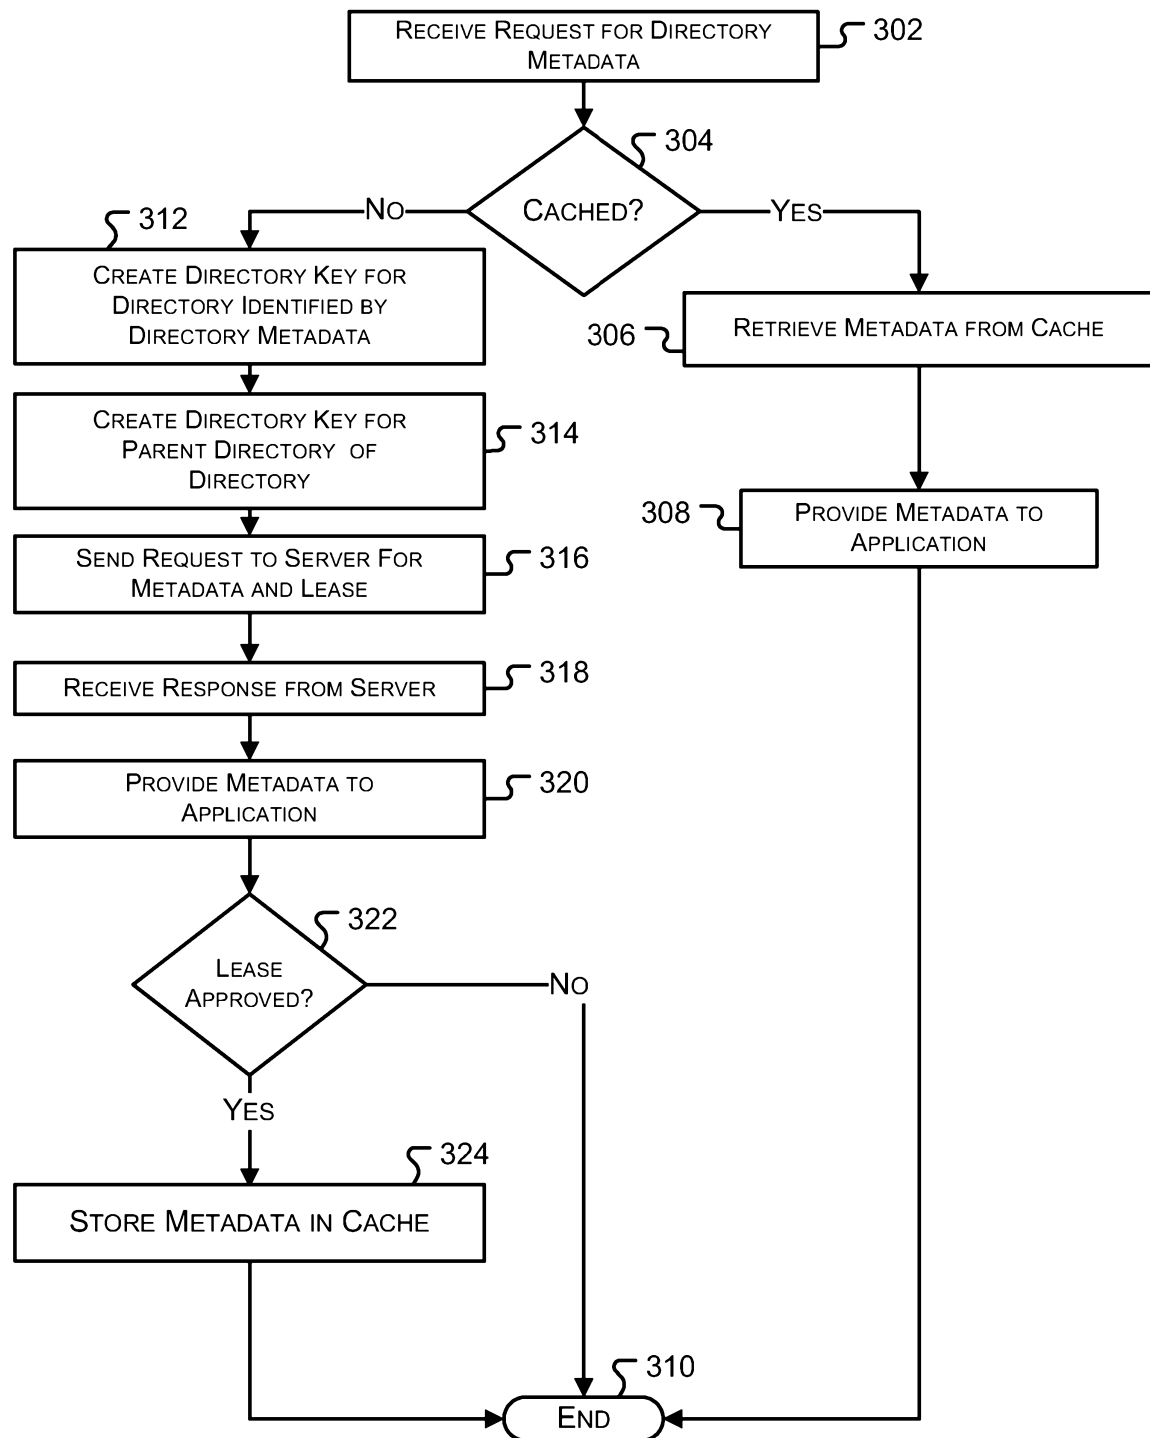 RECEIVE REQUEST FOR DIRECTORY
METADATA
302
304
CACHED?
NO
YES
312
CREATE DIRECTORY KEY FOR
DIRECTORY IDENTIFIED BY
DIRECTORY METADATA
306
RETRIEVE METADATA FROM CACHE
CREATE DIRECTORY KEY FOR
PARENT DIRECTORY OF
DIRECTORY
314
308
PROVIDE METADATA TO
APPLICATION
SEND REQUEST TO SERVER FOR
METADATA AND LEASE
316
RECEIVE RESPONSE FROM SERVER
318
PROVIDE METADATA TO
APPLICATION
320
322
LEASE
APPROVED?
NO
YES
324
STORE METADATA IN CACHE
310
END